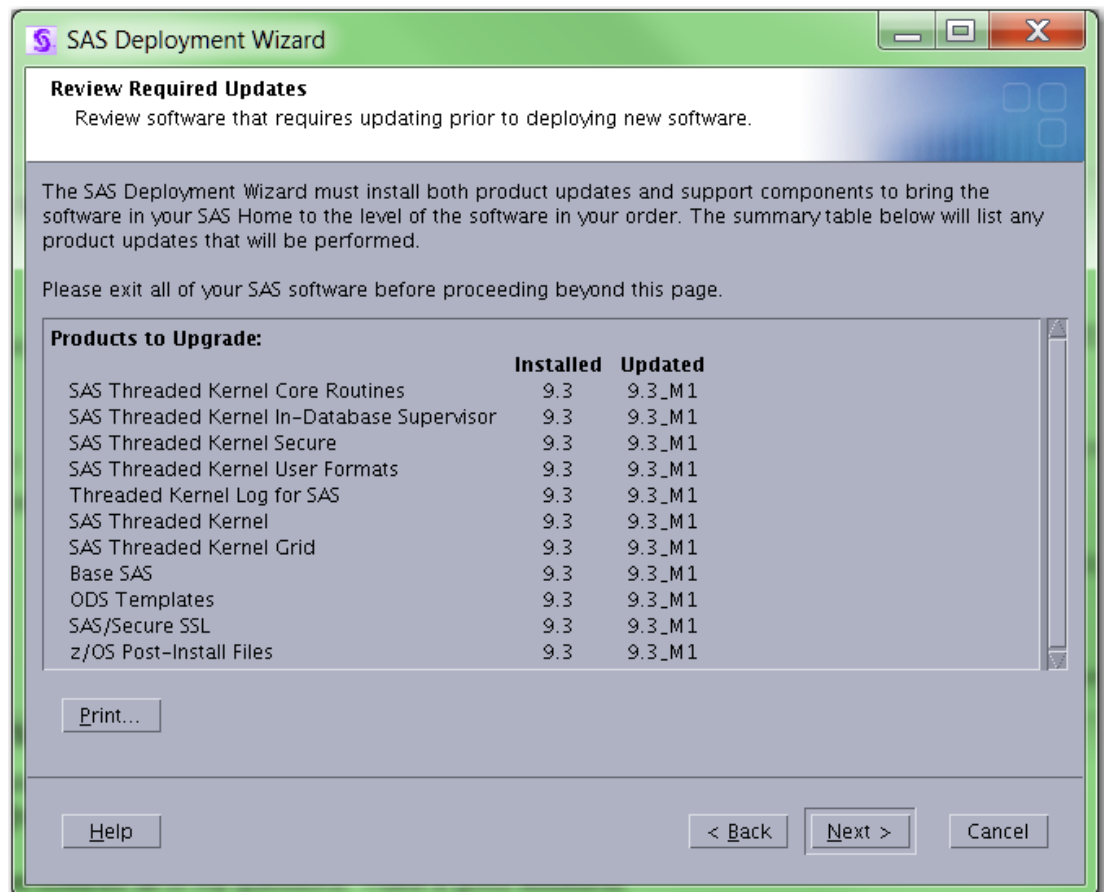 SAS Deployment Wizard
Review Required Updates
Review software that requires updating prior to deploying new software.
The SAS Deployment Wizard must install both product updates and support components to bring the
software in your SAS Home to the level of the software in your order. The summary table below will list any
product updates that will be performed.
Please exit all of your SAS software before proceeding beyond this page.
Products to Upgrade:
Installed Updated
SAS Threaded Kernel Core Routines 9.3 9.3_M1
SAS Threaded Kernel In-Database Supervisor 9.3 9.3_M1
SAS Threaded Kernel Secure 9.3 9.3_M1
SAS Threaded Kernel User Formats 9.3 9.3_M1
Threaded Kernel Log for SAS 9.3 9.3_M1
SAS Threaded Kernel 9.3 9.3_M1
SAS Threaded Kernel Grid 9.3 9.3_M1
Base SAS 9.3 9.3_M1
ODS Templates 9.3 9.3_M1
SAS/Secure SSL 9.3 9.3_M1
z/OS Post-Install Files 9.3 9.3_M1
Print...
Help < Back Next > Cancel